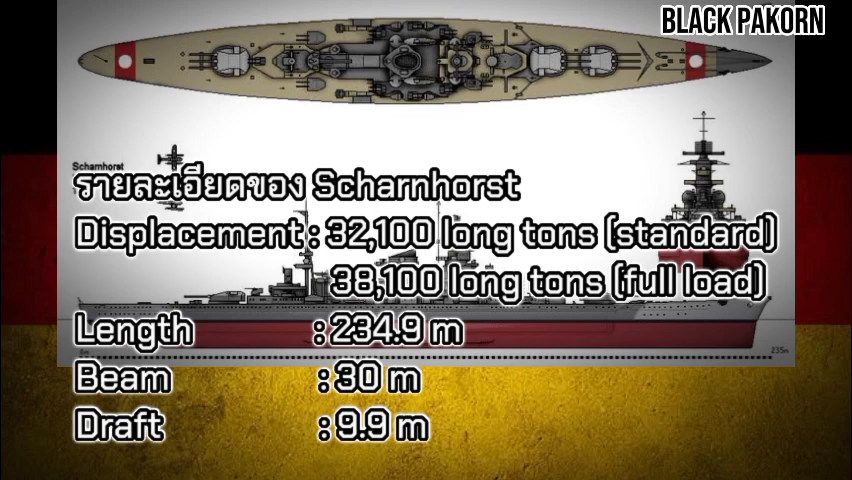 BLACK PAKORN
Scharnhorst
รายละเอียดของ Scharnhorst
Displacement : 32,100 long tons (standard)
38,100 long tons (full load)
Length : 234.9 m
Beam : 30 m
Draft : 9.9 m
235m